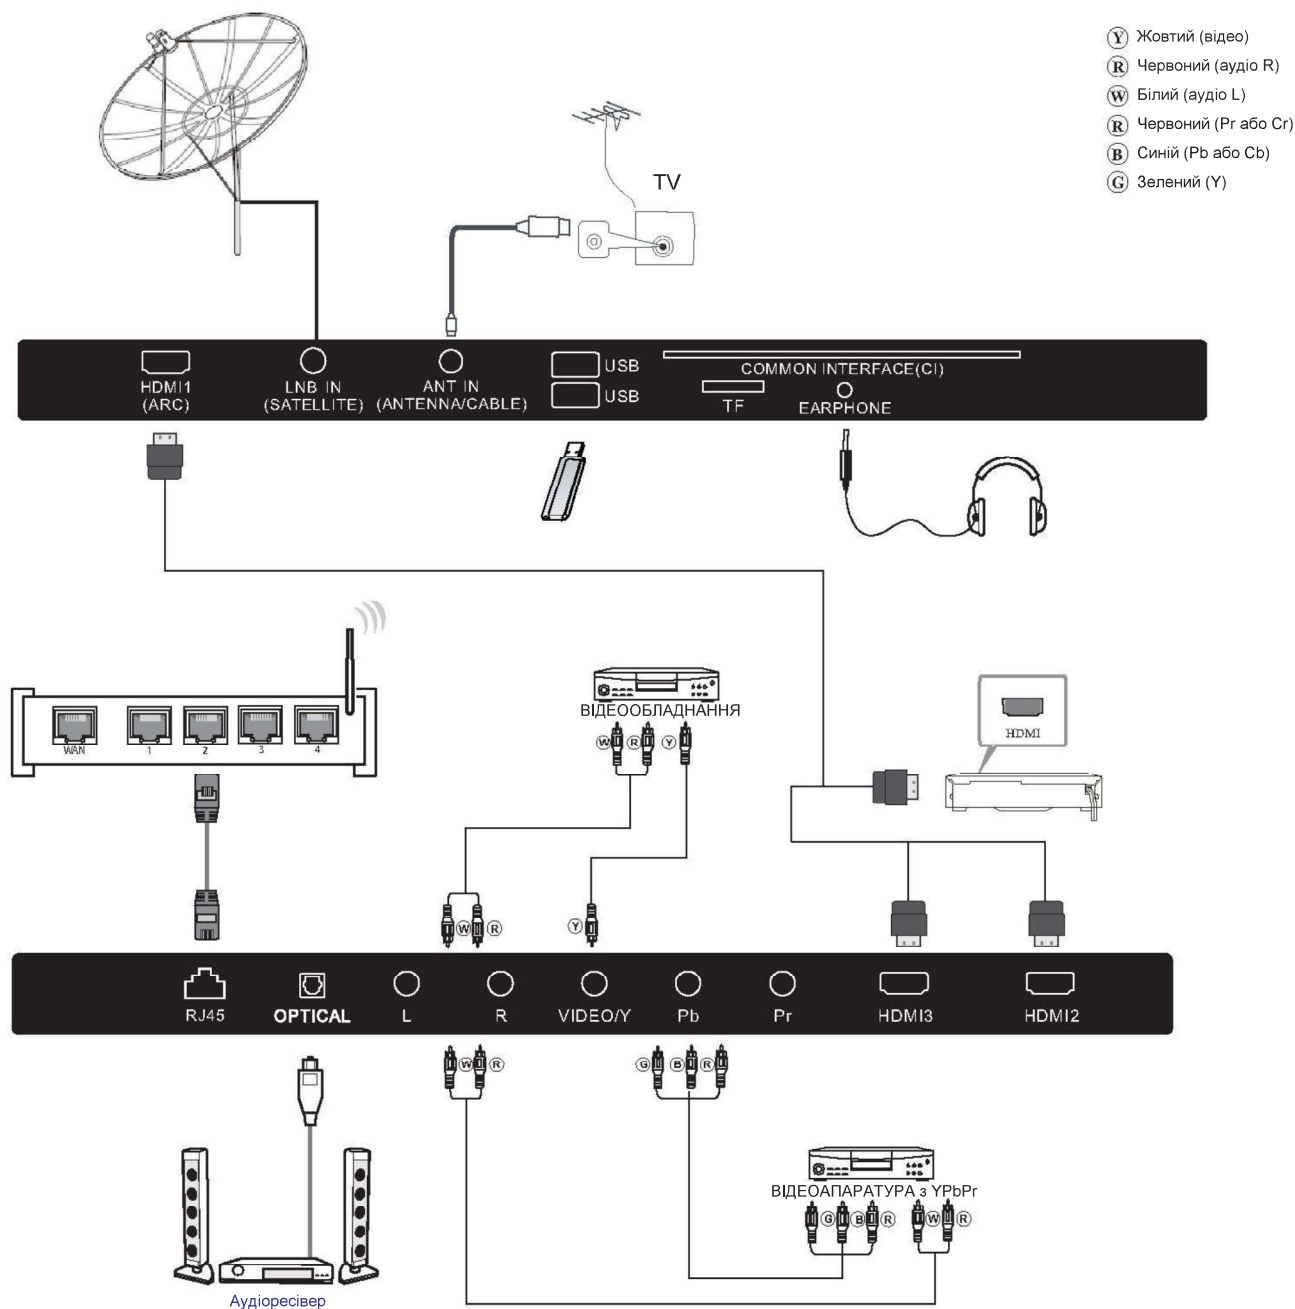 Y Жовтий (відео)
R Червоний (аудіо R)
W Білий (аудіо L)
R Червоний (Pr або Cr)
B Синій (Pb або Cb)
G Зелений (Y)
TV
HDMI1
(ARC)
LNB IN
(SATELLITE)
ANT IN
(ANTENNA/CABLE)
USB
USB
COMMON INTERFACE(CI)
TF
EARPHONE
WAN 1 2 3 4
ВІДЕООБЛАДНАННЯ
W R Y
HDMI
W R Y
RJ45 OPTICAL L R VIDEO/Y Pb Pr HDMI3 HDMI2
W R G B R
ВІДЕОАПАРАТУРА з YPbPr
G B R W R
Аудіоресівер